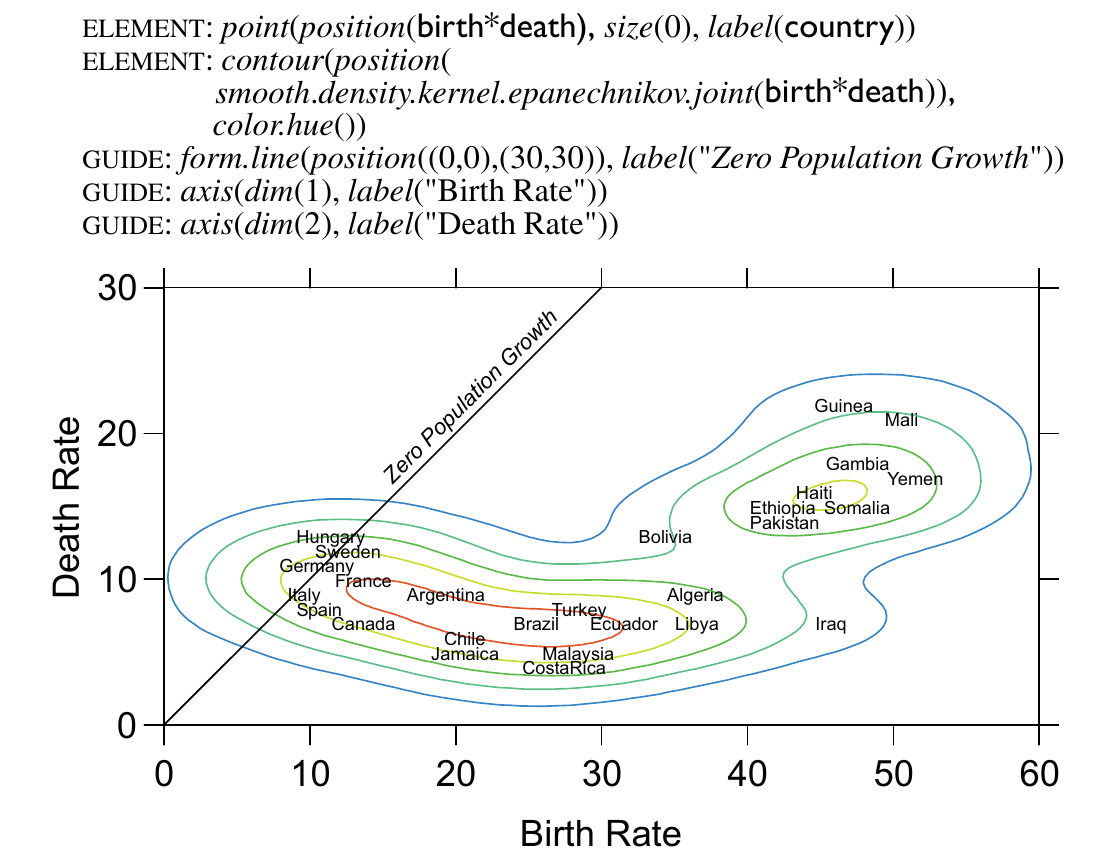 ELEMENT: point(position(birth*death), size(0), label(country))
ELEMENT: contour(position(
smooth.density.kernel.epanechnikov.joint(birth*death)),
color.hue())
GUIDE: form.line(position((0,0),(30,30)), label("Zero Population Growth"))
GUIDE: axis(dim(1), label("Birth Rate"))
GUIDE: axis(dim(2), label("Death Rate"))
30
20
10
0
Death Rate
Zero Population Growth
Guinea
Mali
Gambia
Yemen
Haiti
Ethiopia Somalia
Pakistan
Bolivia
Hungary
Sweden
Germany
France
Italy
Argentina
Algeria
Spain
Turkey
Canada
Brazil
Ecuador
Libya
Iraq
Chile
Jamaica
Malaysia
CostaRica
0 10 20 30 40 50 60
Birth Rate